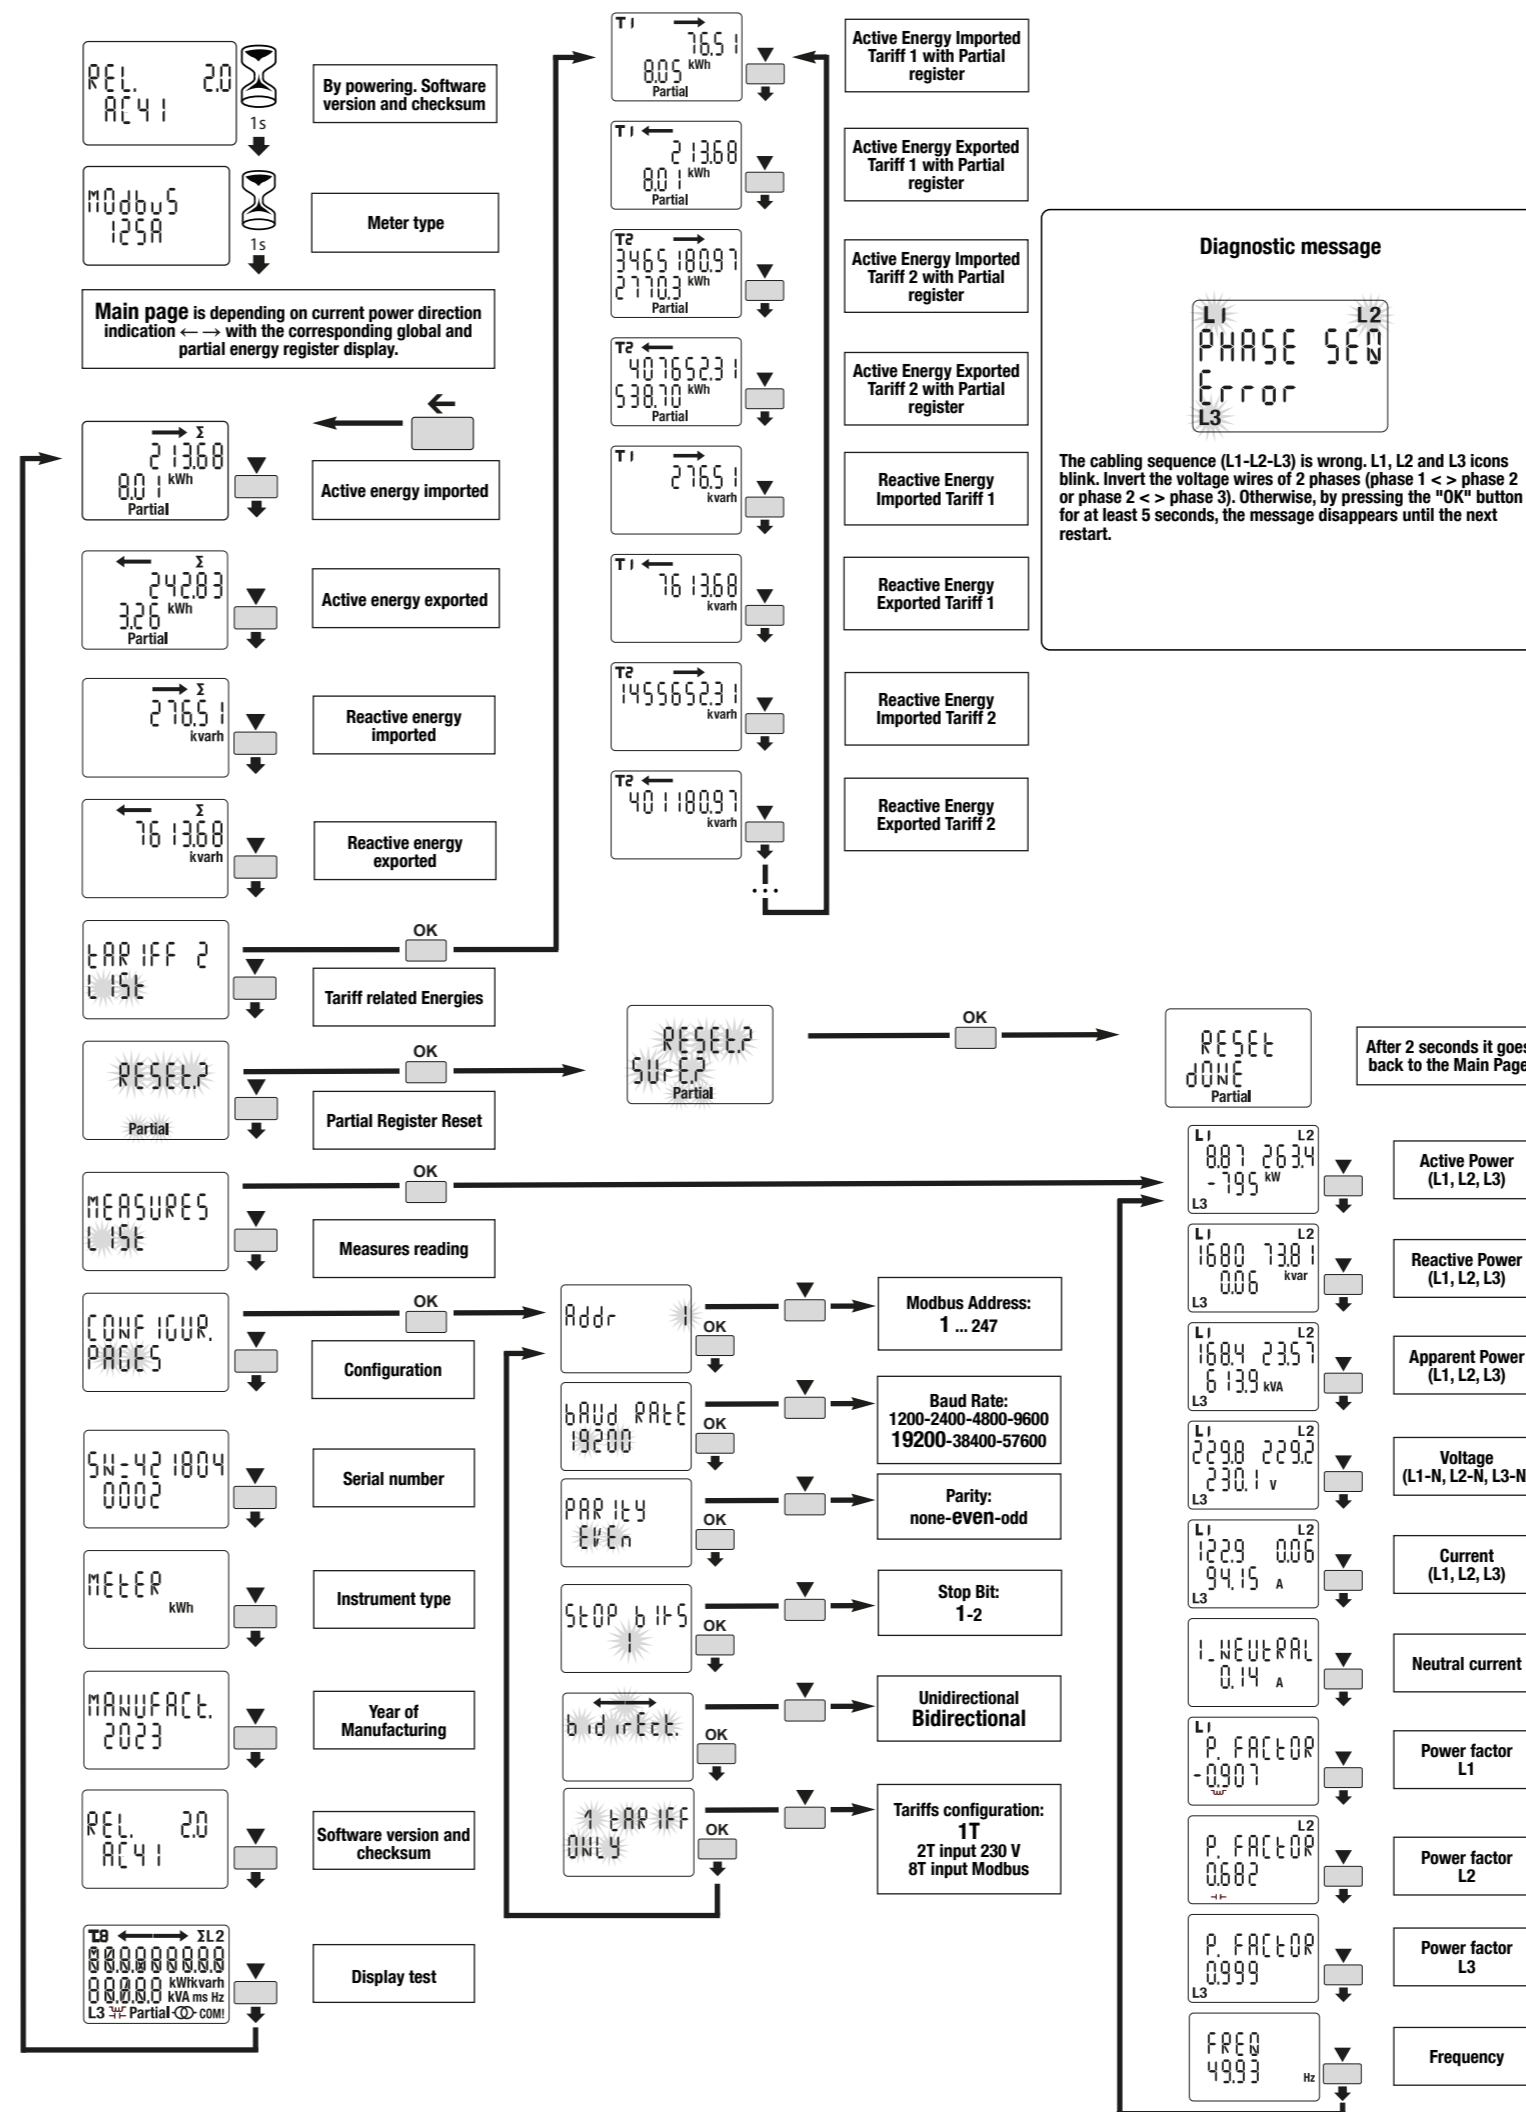 REL. 2.0
AC41
1s
By powering. Software
version and checksum
MOdbuS
125A
1s
Meter type
Main page is depending on current power direction
indication ← → with the corresponding global and
partial energy register display.
←
→ Σ
213.68
8.01 kWh
Partial
Active energy imported
← Σ
242.83
3.26 kWh
Partial
Active energy exported
→ Σ
276.51
kvarh
Reactive energy
imported
← Σ
7613.68
kvarh
Reactive energy
exported
tARIFF 2
LISt
OK
Tariff related Energies
RESEt.?
Partial
OK
Partial Register Reset
RESEt.?
SUrE.?
Partial
OK
RESEt
dONE
Partial
After 2 seconds it goes
back to the Main Page
MEASURES
LISt
OK
Measures reading
CONFIGUR.
PAGES
OK
Configuration
SN-421804
0002
Serial number
MEtER
kWh
Instrument type
MANUFACt.
2023
Year of
Manufacturing
REL. 2.0
AC41
Software version and
checksum
T8 ← → ΣL2
kWhkvarh
kVA ms Hz
L3 Partial COM!
Display test
T1 →
76.51
8.05 kWh
Partial
Active Energy Imported
Tariff 1 with Partial
register
T1 ←
213.68
8.01 kWh
Partial
Active Energy Exported
Tariff 1 with Partial
register
T2 →
3465180.97
2770.3 kWh
Partial
Active Energy Imported
Tariff 2 with Partial
register
T2 ←
407652.31
538.70 kWh
Partial
Active Energy Exported
Tariff 2 with Partial
register
T1 →
276.51
kvarh
Reactive Energy
Imported Tariff 1
T1 ←
7613.68
kvarh
Reactive Energy
Exported Tariff 1
T2 →
1455652.31
kvarh
Reactive Energy
Imported Tariff 2
T2 ←
401180.97
kvarh
Reactive Energy
Exported Tariff 2
...
Diagnostic message
L1 L2
PHASE SEQ
Error
L3
The cabling sequence (L1-L2-L3) is wrong. L1, L2 and L3 icons
blink. Invert the voltage wires of 2 phases (phase 1 < > phase 2
or phase 2 < > phase 3). Otherwise, by pressing the "OK" button
for at least 5 seconds, the message disappears until the next
restart.
Addr 1
OK
Modbus Address:
1 ... 247
bAUd RAtE
19200
OK
Baud Rate:
1200-2400-4800-9600
19200-38400-57600
PARItY
EVEn
OK
Parity:
none-even-odd
StOP bItS
1
OK
Stop Bit:
1-2
bidirEct.
OK
Unidirectional
Bidirectional
1 tARIFF
ONLY
OK
Tariffs configuration:
1T
2T input 230 V
8T input Modbus
L1 L2
8.87 263.4
-795 kW
L3
Active Power
(L1, L2, L3)
L1 L2
1680 73.81
0.06 kvar
L3
Reactive Power
(L1, L2, L3)
L1 L2
168.4 23.57
613.9 kVA
L3
Apparent Power
(L1, L2, L3)
L1 L2
229.8 229.2
230.1 V
L3
Voltage
(L1-N, L2-N, L3-N
L1 L2
122.9 0.06
94.15 A
L3
Current
(L1, L2, L3)
I_NEUtRAL
0.14 A
Neutral current
L1
P. FACtOR
-0.907
Power factor
L1
L2
P. FACtOR
0.682
Power factor
L2
P. FACtOR
0.999
L3
Power factor
L3
FREQ
49.93 Hz
Frequency